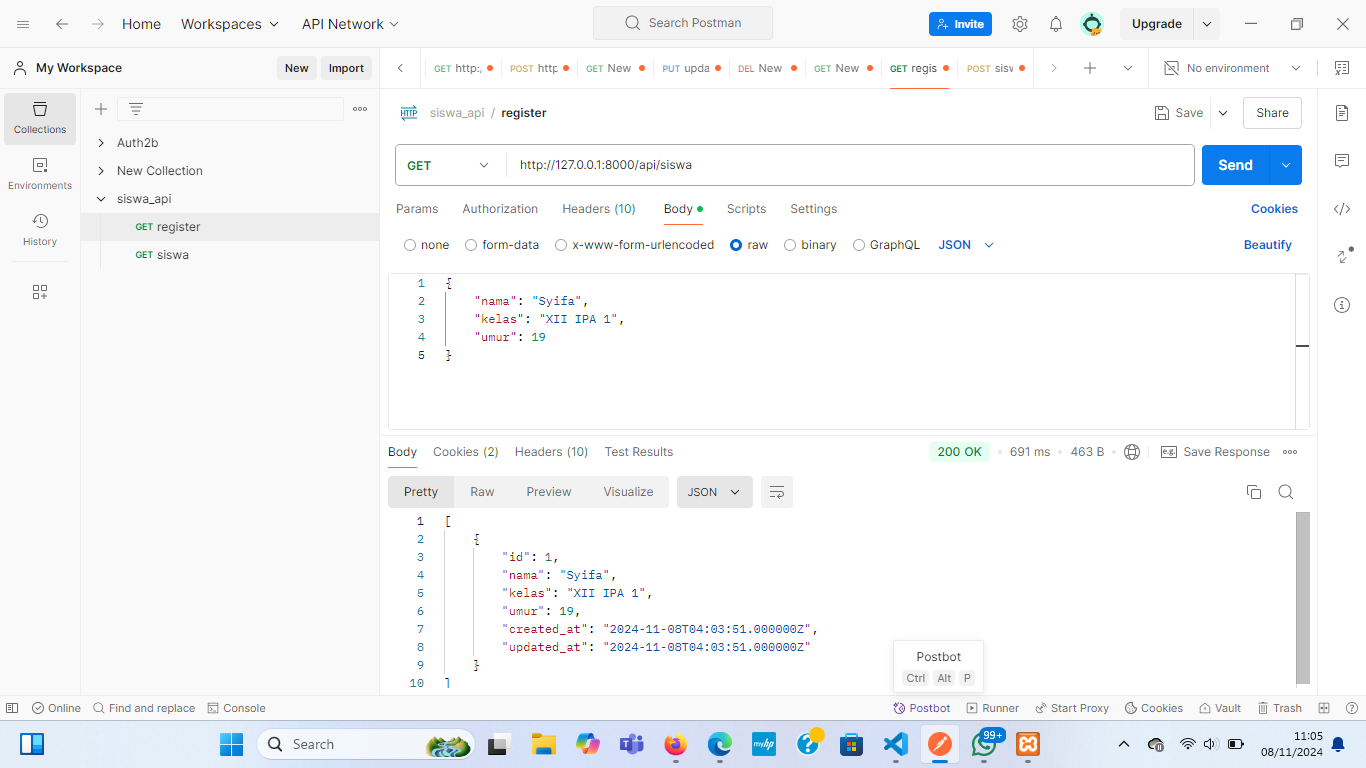 Home Workspaces API Network Search Postman Invite Upgrade
My Workspace New Import GET http:, POST http GET New PUT upda DEL New GET New GET regis POST sisw No environment
Collections
Environments
History
Auth2b
New Collection
siswa_api
GET register
GET siswa
HTTP siswa_api / register Save Share
GET http://127.0.0.1:8000/api/siswa Send
Params Authorization Headers (10) Body Scripts Settings Cookies
none form-data x-www-form-urlencoded raw binary GraphQL JSON Beautify
1 {
2 "nama": "Syifa",
3 "kelas": "XII IPA 1",
4 "umur": 19
5 }
Body Cookies (2) Headers (10) Test Results 200 OK 691 ms 463 B e.g. Save Response
Pretty Raw Preview Visualize JSON
1 [
2 {
3 "id": 1,
4 "nama": "Syifa",
5 "kelas": "XII IPA 1",
6 "umur": 19,
7 "created_at": "2024-11-08T04:03:51.000000Z",
8 "updated_at": "2024-11-08T04:03:51.000000Z"
9 }
10 ]
Postbot
Ctrl Alt P
Online Find and replace Console Postbot Runner Start Proxy Cookies Vault Trash
Search myhp 99+ 11:05
08/11/2024